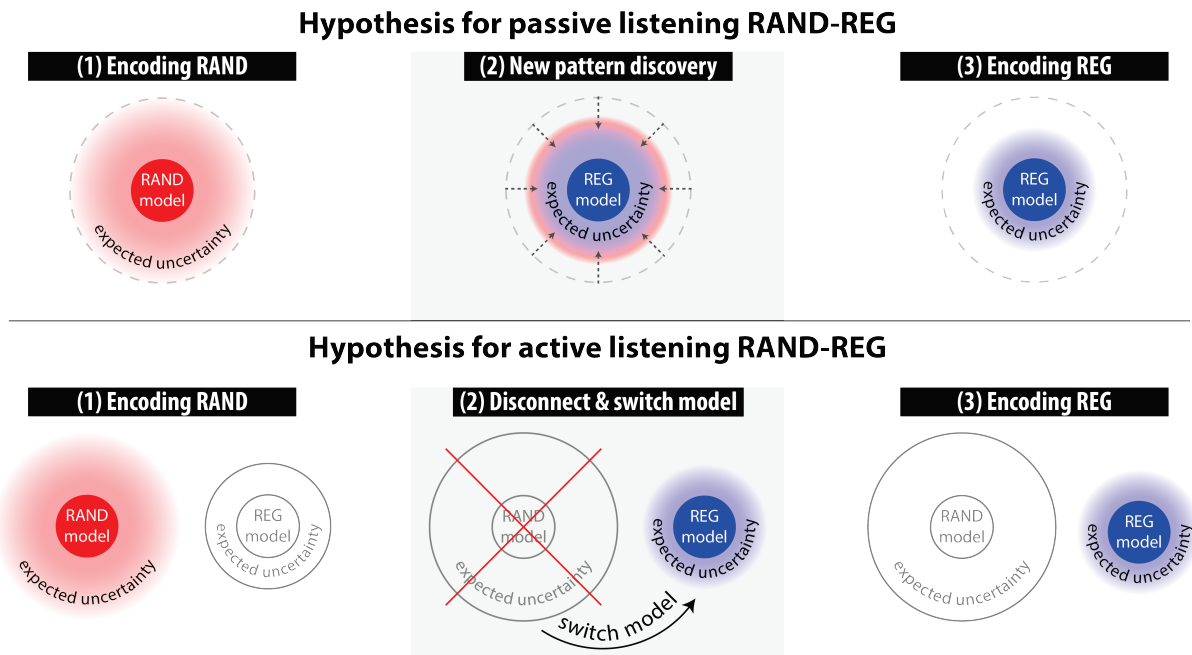 Hypothesis for passive listening RAND-REG
(1) Encoding RAND
(2) New pattern discovery
(3) Encoding REG
RAND
model
expected uncertainty
REG
model
expected uncertainty
REG
model
expected uncertainty
Hypothesis for active listening RAND-REG
(1) Encoding RAND
(2) Disconnect & switch model
(3) Encoding REG
RAND
model
expected uncertainty
REG
model
expected uncertainty
RAND
model
expected uncertainty
REG
model
expected uncertainty
switch model
RAND
model
expected uncertainty
REG
model
expected uncertainty